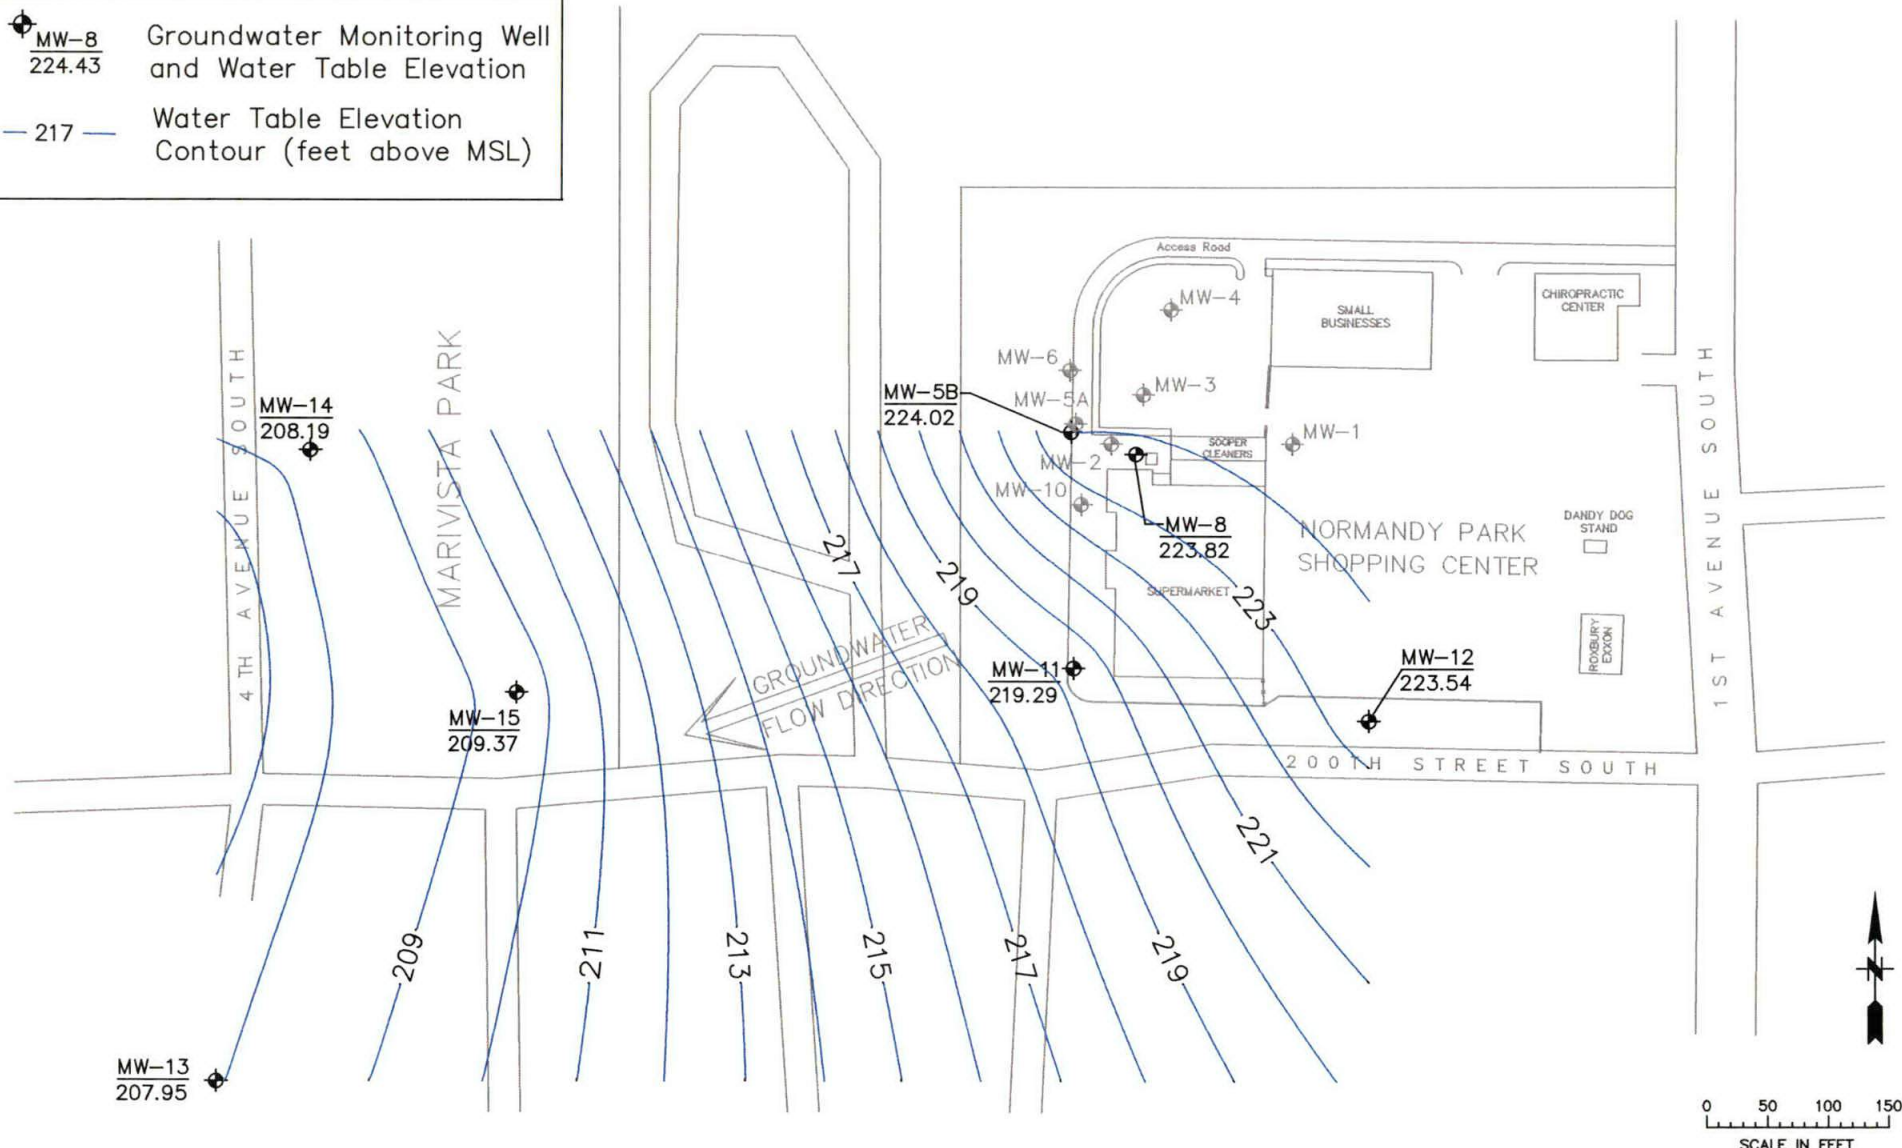 MW-8
224.43
Groundwater Monitoring Well
and Water Table Elevation
217
Water Table Elevation
Contour (feet above MSL)
4 TH AVENUE SOUTH
MARIVISTA PARK
MW-14
208.19
MW-15
209.37
MW-13
207.95
Access Road
MW-4
SMALL
BUSINESSES
CHIROPRACTIC
CENTER
MW-6
MW-3
MW-5B
224.02
MW-5A
MW-1
SOOPER
CLEANERS
MW-2
MW-10
MW-8
223.82
NORMANDY PARK
SHOPPING CENTER
DANDY DOG
STAND
SUPERMARKET
ROXBURY
EXXON
1ST AVENUE SOUTH
217
219
223
GROUNDWATER
FLOW DIRECTION
MW-11
219.29
MW-12
223.54
200TH STREET SOUTH
221
209
211
213
215
217
219
N
0 50 100 150
SCALE IN FEET